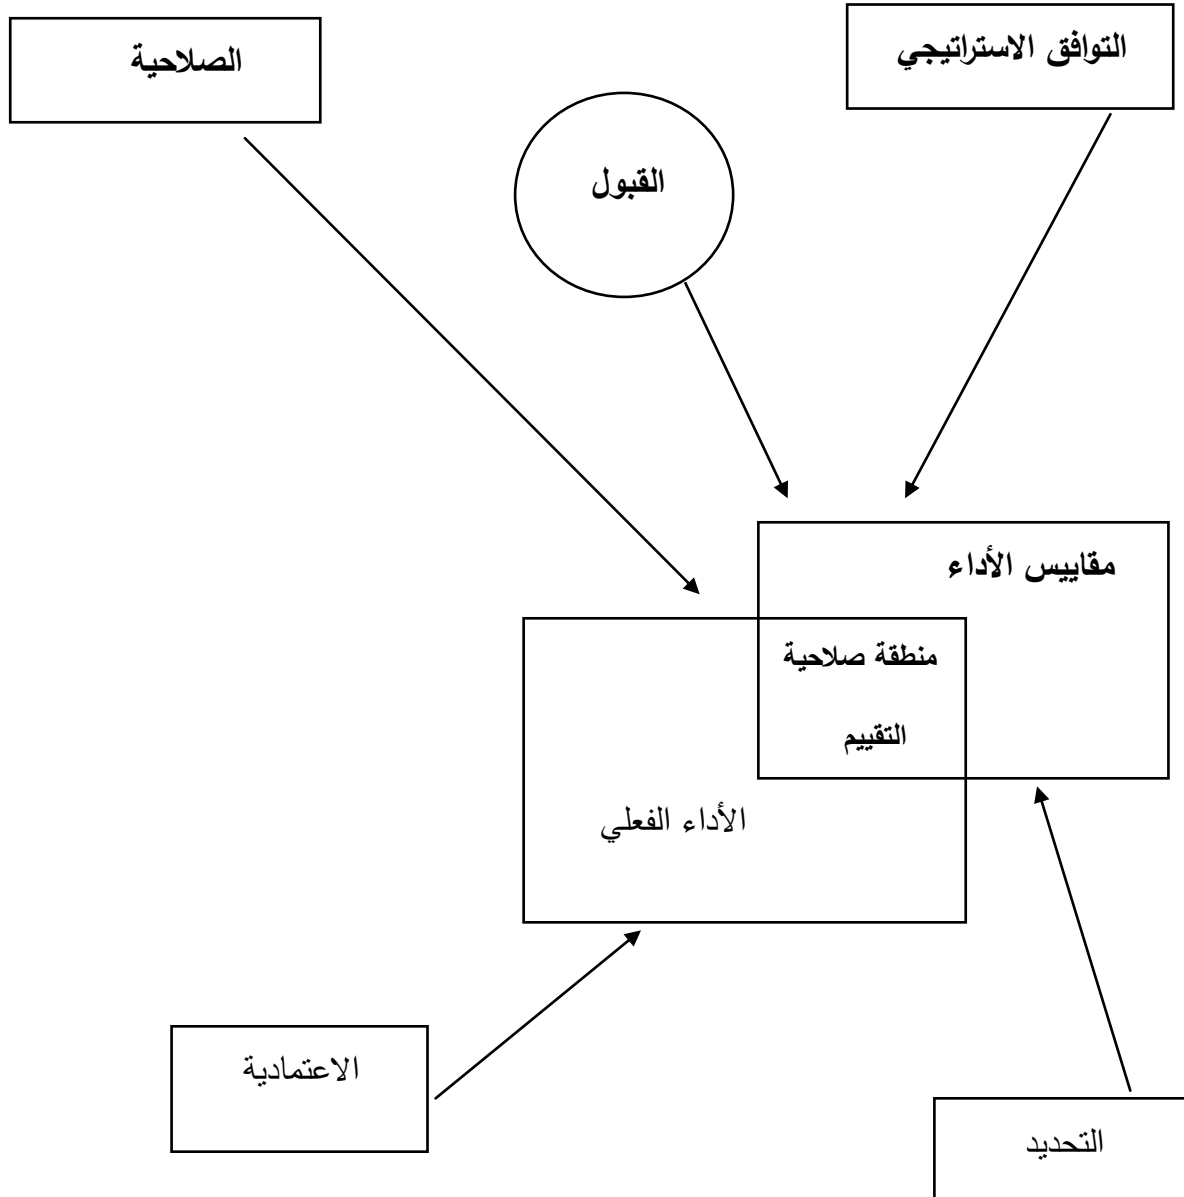 التوافق الاستراتيجي
الصلاحية
القبول
مقاييس الأداء
منطقة صلاحية
التقييم
الأداء الفعلي
الاعتمادية
التحديد